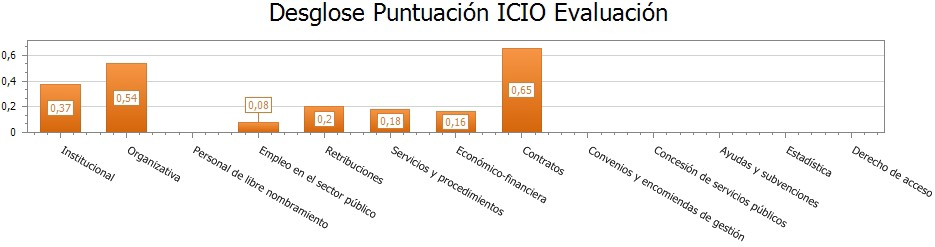 Desglose Puntuación ICIO Evaluación
0,6
0,4
0,2
0
0,37
0,54
0,08
0,2
0,18
0,16
0,65
Institucional
Organizativa
Personal de libre nombramiento
Empleo en el sector público
Retribuciones
Servicios y procedimientos
Económico-financiera
Contratos
Convenios y encomiendas de gestión
Concesión de servicios públicos
Ayudas y subvenciones
Estadística
Derecho de acceso